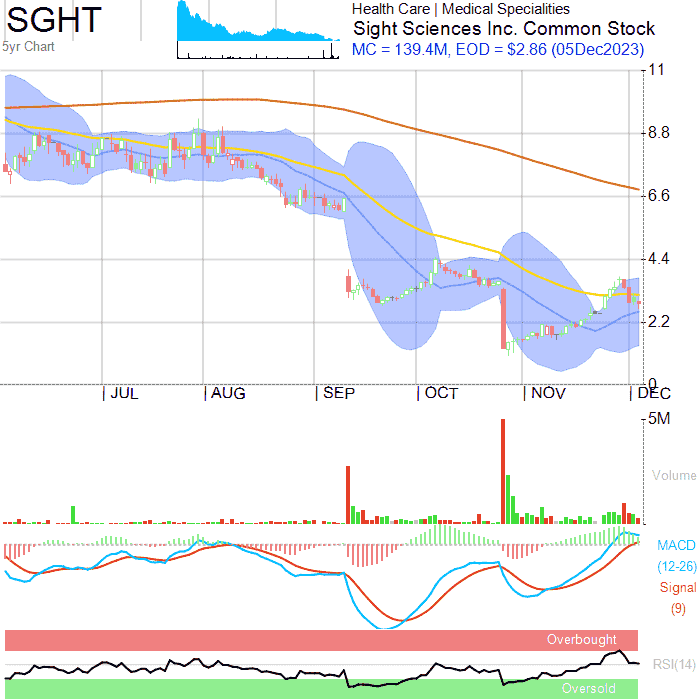 SGHT
5yr Chart
Health Care | Medical Specialities
Sight Sciences Inc. Common Stock
MC = 139.4M, EOD = $2.86 (05Dec2023)
11
8.8
6.6
4.4
2.2
0
JUL AUG SEP OCT NOV DEC
5M
Volume
MACD
(12-26)
Signal
(9)
Overbought
RSI(14)
Oversold